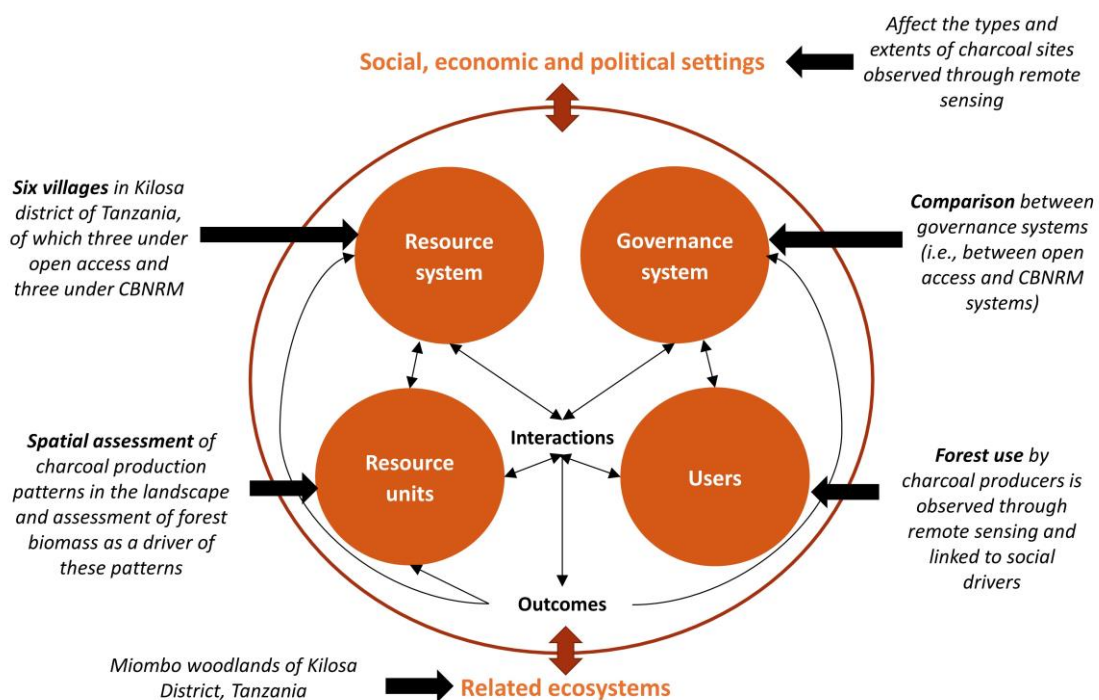 Affect the types and
extents of charcoal sites
observed through remote
sensing
Social, economic and political settings
Six villages in Kilosa
district of Tanzania,
of which three under
open access and
three under CBNRM
Resource
system
Governance
system
Comparison between
governance systems
(i.e., between open
access and CBNRM
systems)
Spatial assessment of
charcoal production
patterns in the landscape
and assessment of forest
biomass as a driver of
these patterns
Resource
units
Interactions
Users
Forest use by
charcoal producers is
observed through
remote sensing and
linked to social
drivers
Outcomes
Miombo woodlands of Kilosa
District, Tanzania
Related ecosystems